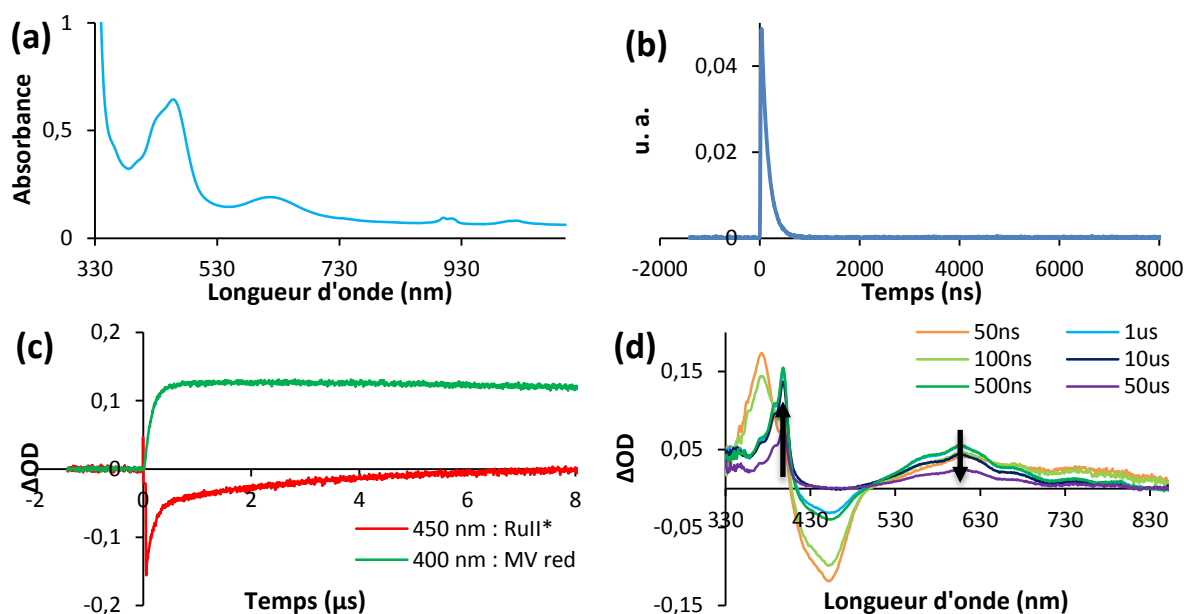 (a)
Absorbance
1
0,5
0
330
530
730
930
Longueur d'onde (nm)
(b)
u. a.
0,04
0,02
0
-2000
0
2000
4000
6000
8000
Temps (ns)
(c)
ΔOD
0,2
0,1
0
-0,1
-0,2
-2
0
2
4
6
8
450 nm : RuII*
400 nm : MV red
Temps (µs)
(d)
50ns
1us
100ns
10us
500ns
50us
ΔOD
0,15
0,05
-0,05
-0,15
330
430
530
630
730
830
Longueur d'onde (nm)